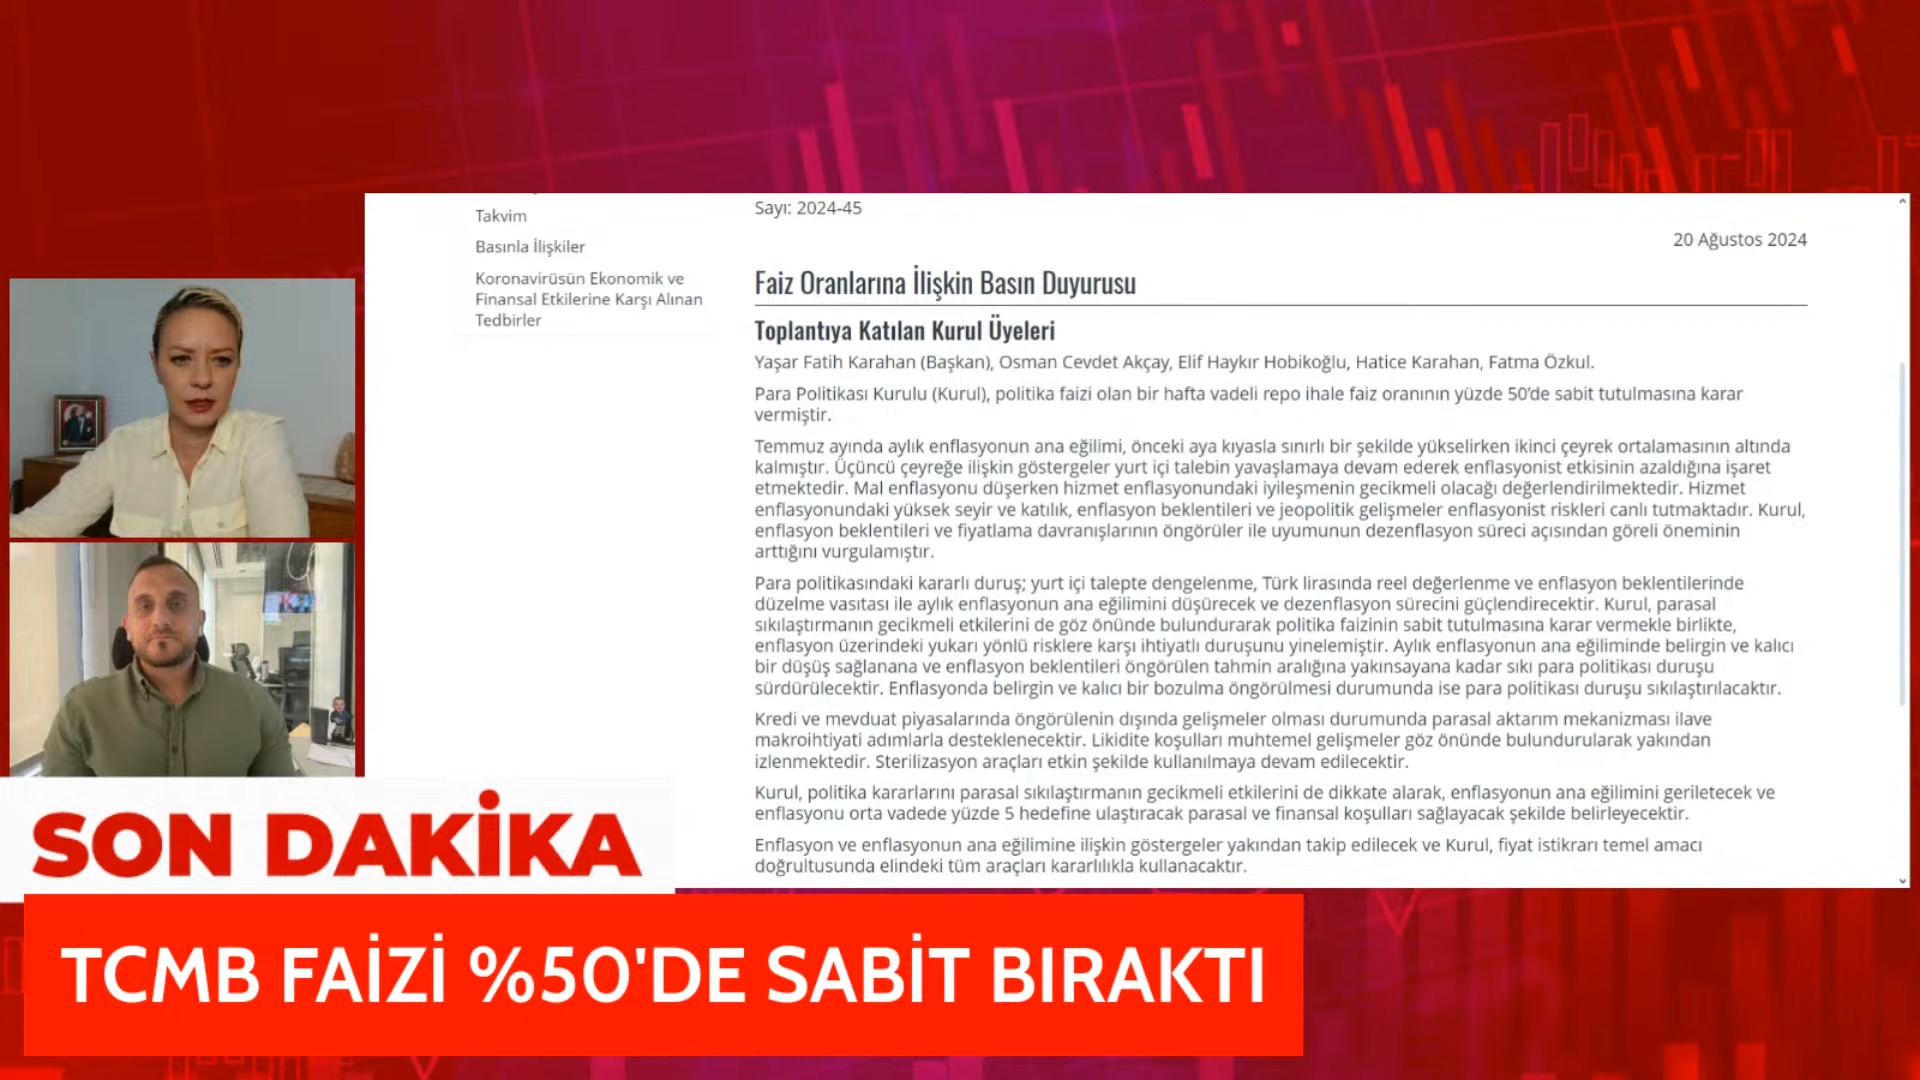 Takvim
Basınla İlişkiler
Koronavirüsün Ekonomik ve
Finansal Etkilerine Karşı Alınan
Tedbirler
Sayı: 2024-45
20 Ağustos 2024
Faiz Oranlarına İlişkin Basın Duyurusu
Toplantıya Katılan Kurul Üyeleri
Yaşar Fatih Karahan (Başkan), Osman Cevdet Akçay, Elif Haykır Hobikoğlu, Hatice Karahan, Fatma Özkul.
Para Politikası Kurulu (Kurul), politika faizi olan bir hafta vadeli repo ihale faiz oranının yüzde 50’de sabit tutulmasına karar
vermiştir.
Temmuz ayında aylık enflasyonun ana eğilimi, önceki aya kıyasla sınırlı bir şekilde yükselirken ikinci çeyrek ortalamasının altında
kalmıştır. Üçüncü çeyreğe ilişkin göstergeler yurt içi talebin yavaşlamaya devam ederek enflasyonist etkisinin azaldığına işaret
etmektedir. Mal enflasyonu düşerken hizmet enflasyonundaki iyileşmenin gecikmeli olacağı değerlendirilmektedir. Hizmet
enflasyonundaki yüksek seyir ve katılık, enflasyon beklentileri ve jeopolitik gelişmeler enflasyonist riskleri canlı tutmaktadır. Kurul,
enflasyon beklentileri ve fiyatlama davranışlarının öngörüler ile uyumunun dezenflasyon süreci açısından göreli öneminin
arttığını vurgulamıştır.
Para politikasındaki kararlı duruş; yurt içi talepte dengelenme, Türk lirasında reel değerlenme ve enflasyon beklentilerinde
düzelme vasıtası ile aylık enflasyonun ana eğilimini düşürecek ve dezenflasyon sürecini güçlendirecektir. Kurul, parasal
sıkılaştırmanın gecikmeli etkilerini de göz önünde bulundurarak politika faizinin sabit tutulmasına karar vermekle birlikte,
enflasyon üzerindeki yukarı yönlü risklere karşı ihtiyatlı duruşunu yinelemiştir. Aylık enflasyonun ana eğiliminde belirgin ve kalıcı
bir düşüş sağlanana ve enflasyon beklentileri öngörülen tahmin aralığına yakınsayana kadar sıkı para politikası duruşu
sürdürülecektir. Enflasyonda belirgin ve kalıcı bir bozulma öngörülmesi durumunda ise para politikası duruşu sıkılaştırılacaktır.
Kredi ve mevduat piyasalarında öngörülenin dışında gelişmeler olması durumunda parasal aktarım mekanizması ilave
makroihtiyati adımlarla desteklenecektir. Likidite koşulları muhtemel gelişmeler göz önünde bulundurularak yakından
izlenmektedir. Sterilizasyon araçları etkin şekilde kullanılmaya devam edilecektir.
Kurul, politika kararlarını parasal sıkılaştırmanın gecikmeli etkilerini de dikkate alarak, enflasyonun ana eğilimini geriletecek ve
enflasyonu orta vadede yüzde 5 hedefine ulaştıracak parasal ve finansal koşulları sağlayacak şekilde belirleyecektir.
Enflasyon ve enflasyonun ana eğilimine ilişkin göstergeler yakından takip edilecek ve Kurul, fiyat istikrarı temel amacı
doğrultusunda elindeki tüm araçları kararlılıkla kullanacaktır.
SON DAKİKA
TCMB FAİZİ %50'DE SABİT BIRAKTI